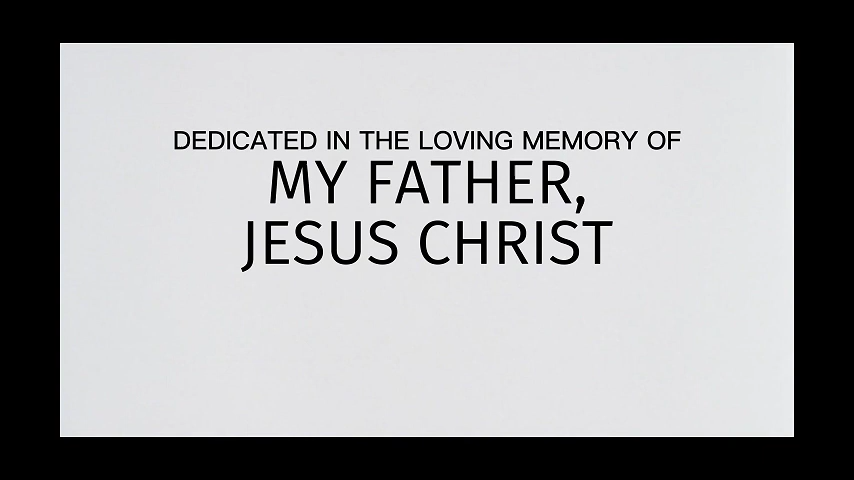 DEDICATED IN THE LOVING MEMORY OF
MY FATHER,
JESUS CHRIST